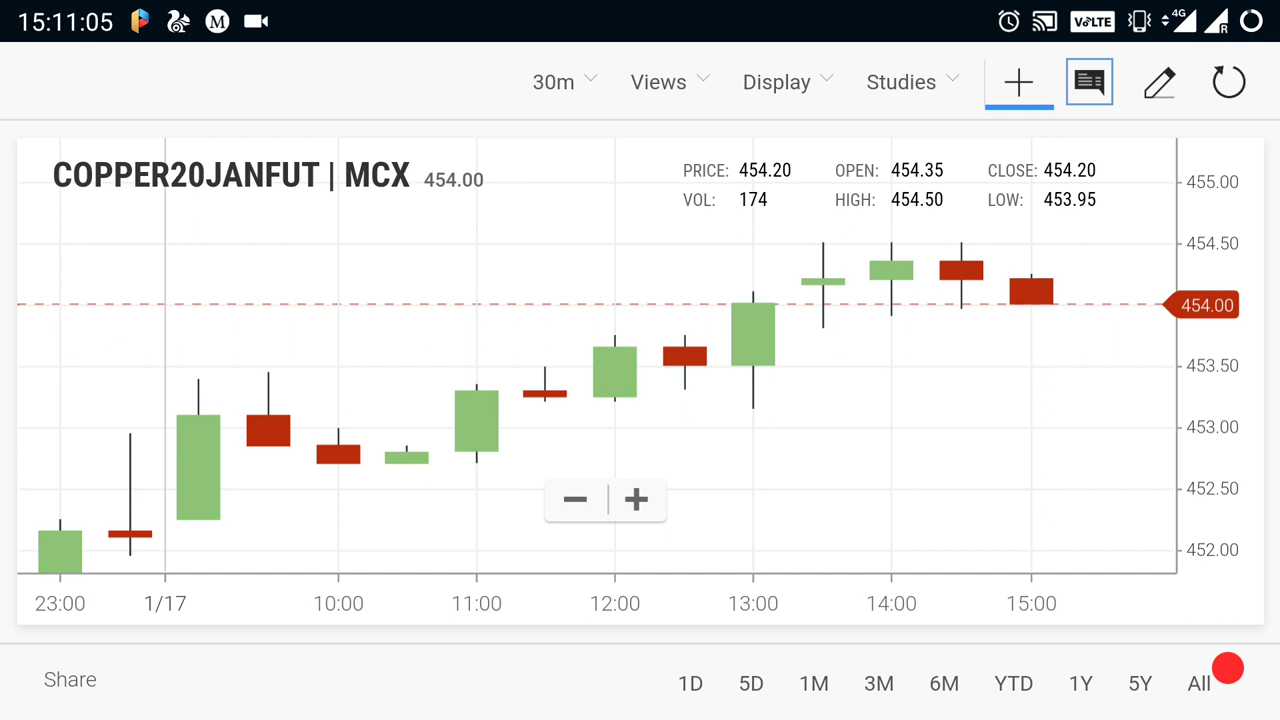 15:11:05 M VoLTE 4G R
30m Views Display Studies
COPPER20JANFUT | MCX 454.00
PRICE: 454.20 OPEN: 454.35 CLOSE: 454.20
VOL: 174 HIGH: 454.50 LOW: 453.95
455.00
454.50
454.00
453.50
453.00
452.50
452.00
23:00 1/17 10:00 11:00 12:00 13:00 14:00 15:00
Share 1D 5D 1M 3M 6M YTD 1Y 5Y All